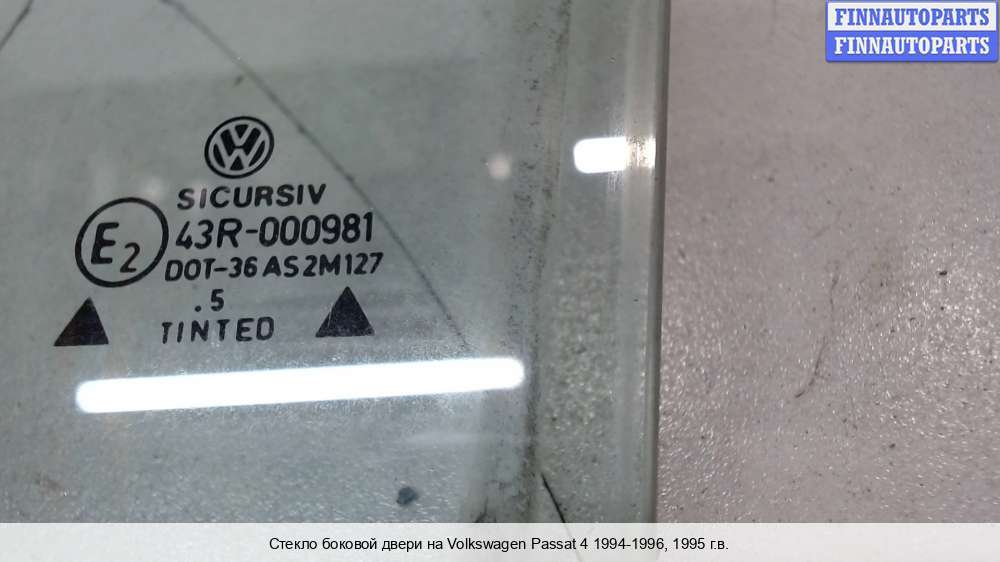 FINNAUTOPARTS
FINNAUTOPARTS
SICURSIV
E2
43R-000981
DOT-36 AS2M127
.5
TINTED
Стекло боковой двери на Volkswagen Passat 4 1994-1996, 1995 г.в.